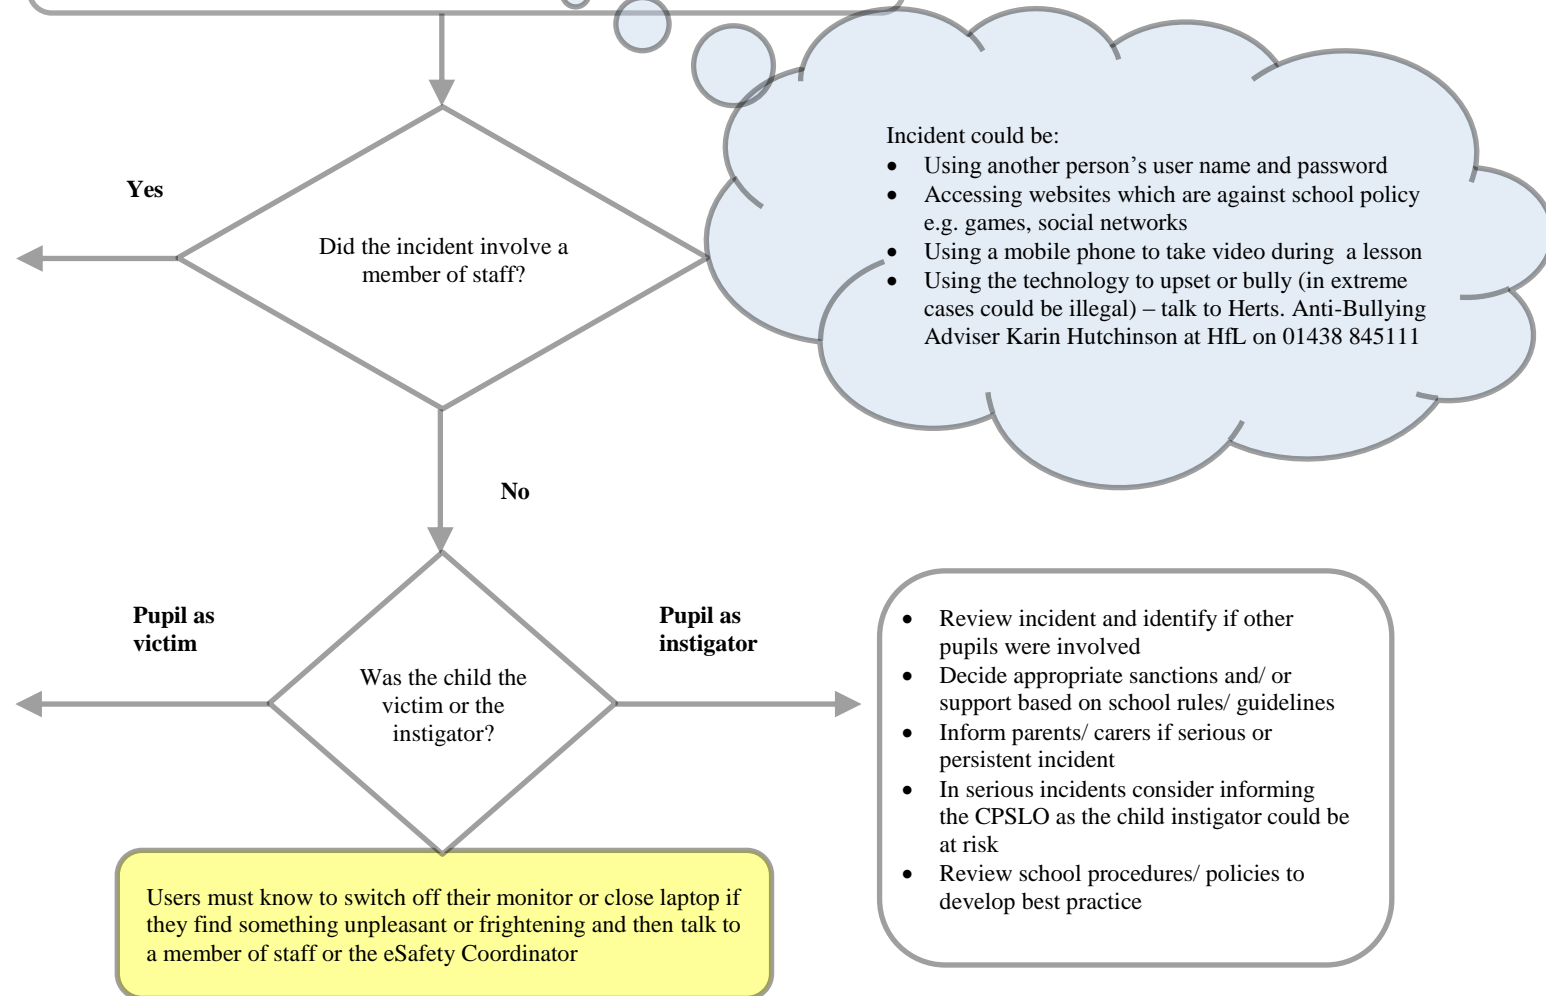 Incident could be:
• Using another person’s user name and password
• Accessing websites which are against school policy
e.g. games, social networks
• Using a mobile phone to take video during  a lesson
• Using the technology to upset or bully (in extreme
cases could be illegal) – talk to Herts. Anti-Bullying
Adviser Karin Hutchinson at HfL on 01438 845111
Yes
Did the incident involve a
member of staff?
No
Pupil as
victim
Pupil as
instigator
Was the child the
victim or the
instigator?
• Review incident and identify if other
pupils were involved
• Decide appropriate sanctions and/ or
support based on school rules/ guidelines
• Inform parents/ carers if serious or
persistent incident
• In serious incidents consider informing
the CPSLO as the child instigator could be
at risk
• Review school procedures/ policies to
develop best practice
Users must know to switch off their monitor or close laptop if
they find something unpleasant or frightening and then talk to
a member of staff or the eSafety Coordinator